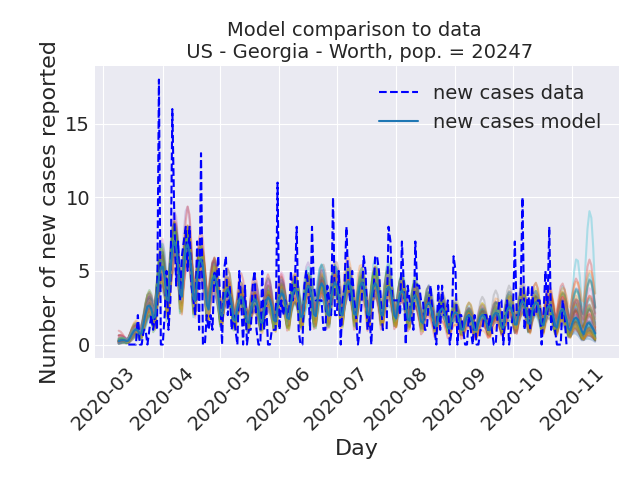 Model comparison to data
US - Georgia - Worth, pop. = 20247
new cases data
new cases model
Number of new cases reported
15
10
5
0
2020-03
2020-04
2020-05
2020-06
2020-07
2020-08
2020-09
2020-10
2020-11
Day